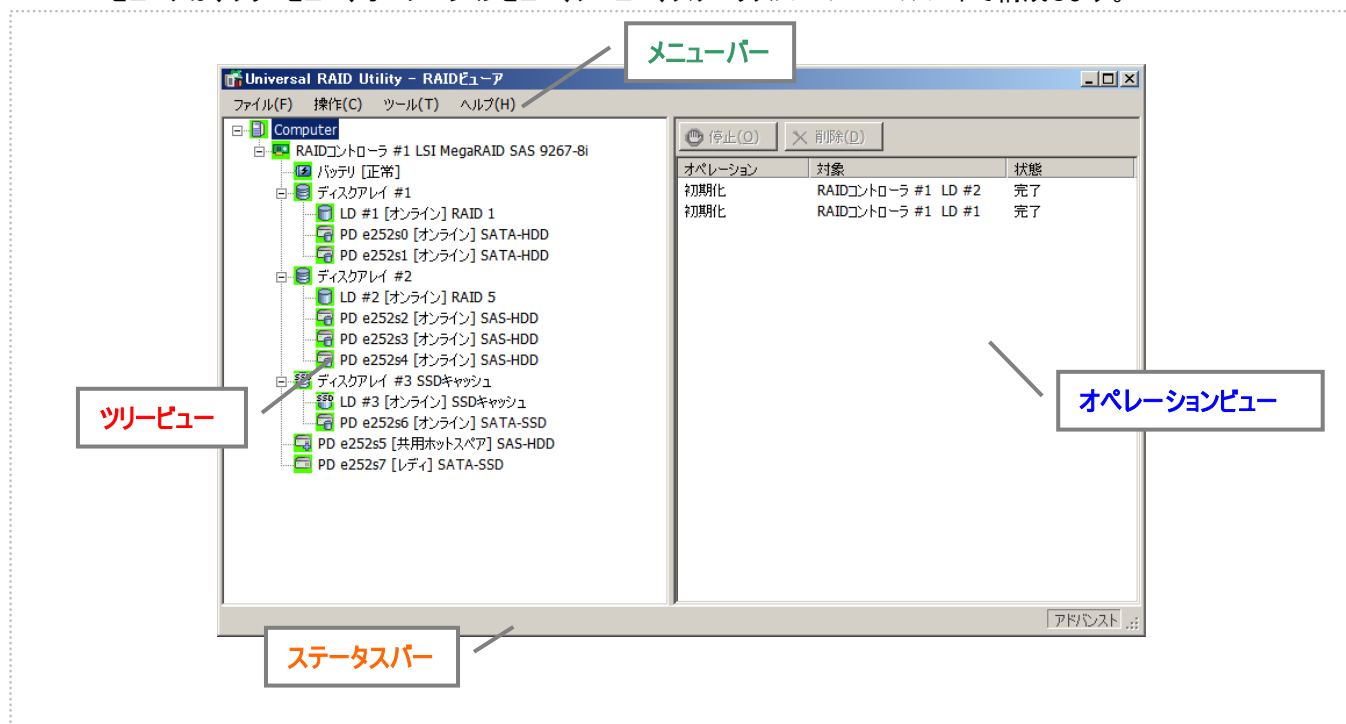 メニューバー
Universal RAID Utility - RAIDビューア
ファイル(F) 操作(C) ツール(T) ヘルプ(H)
Computer
RAIDコントローラ #1 LSI MegaRAID SAS 9267-8i
バッテリ [正常]
ディスクアレイ #1
LD #1 [オンライン] RAID 1
PD e252s0 [オンライン] SATA-HDD
PD e252s1 [オンライン] SATA-HDD
ディスクアレイ #2
LD #2 [オンライン] RAID 5
PD e252s2 [オンライン] SAS-HDD
PD e252s3 [オンライン] SAS-HDD
PD e252s4 [オンライン] SAS-HDD
ディスクアレイ #3 SSDキャッシュ
LD #3 [オンライン] SSDキャッシュ
PD e252s6 [オンライン] SATA-SSD
PD e252s5 [共用ホットスペア] SAS-HDD
PD e252s7 [レディ] SATA-SSD
停止(O) 削除(D)
オペレーション 対象 状態
初期化 RAIDコントローラ #1 LD #2 完了
初期化 RAIDコントローラ #1 LD #1 完了
ツリービュー
オペレーションビュー
アドバンスト
ステータスバー